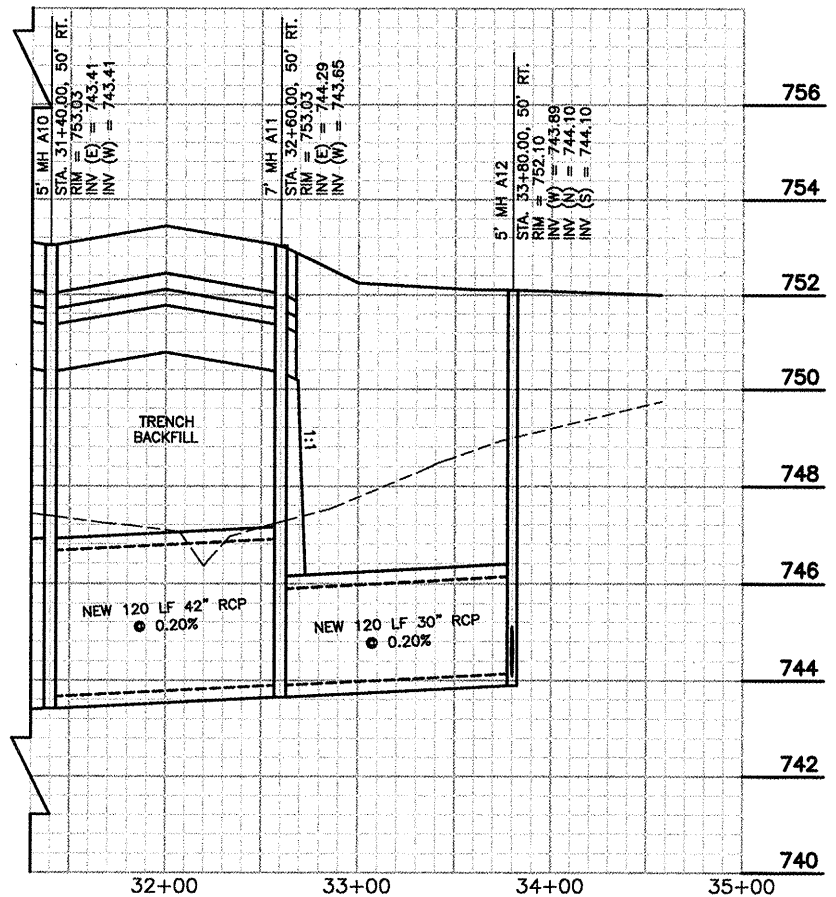 5' MH A10
STA. 31+40.00, 50' RT.
RIM = 753.03
INV (E) = 743.41
INV (W) = 743.41
7' MH A11
STA. 32+60.00, 50' RT.
RIM = 753.03
INV (E) = 744.29
INV (W) = 743.65
5' MH A12
STA. 33+80.00, 50' RT.
RIM = 752.10
INV (W) = 743.89
INV (N) = 744.10
INV (S) = 744.10
756
754
752
750
748
746
744
742
740
TRENCH
BACKFILL
1:1
NEW 120 LF 42" RCP
@ 0.20%
NEW 120 LF 30" RCP
@ 0.20%
32+00
33+00
34+00
35+00